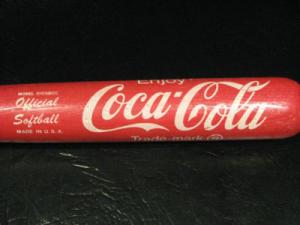 Official
Softball
MADE IN U.S.A.
Enjoy
Coca-Cola
Trade-mark ®